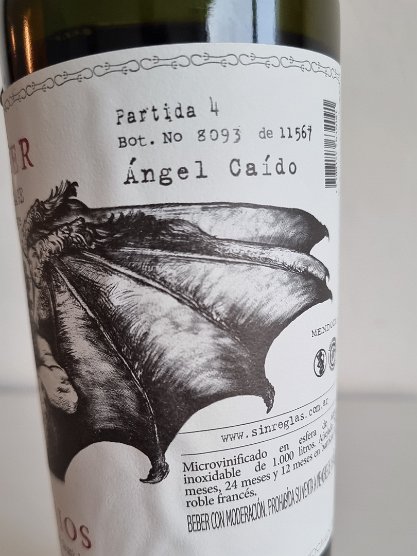 Partida 4
Bot. No 8093 de 11567
Ángel Caído
www.sinreglas.com.ar
Microvinificado en esfera de
inoxidable de 1.000 litros.
meses, 24 meses y 12 meses en
roble francés.
BEBER CON MODERACIÓN. PROHIBIDA SU VENTA A